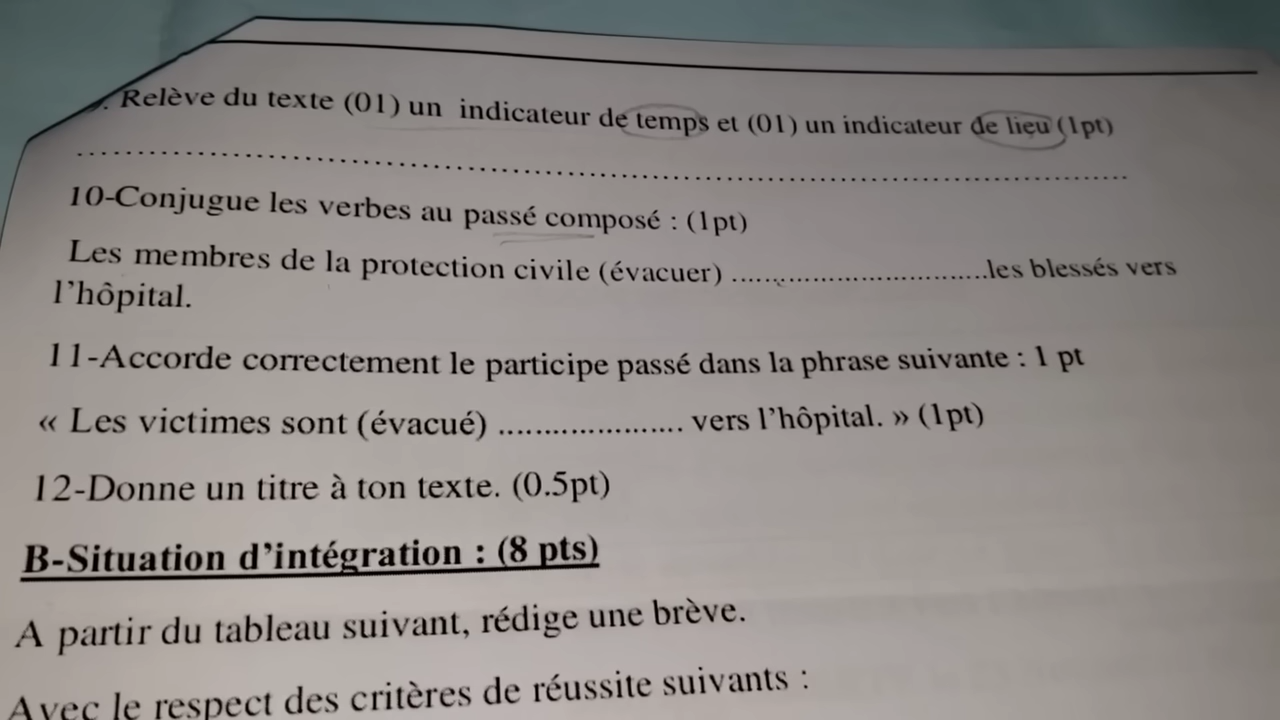 . Relève du texte (01) un indicateur de temps et (01) un indicateur de lieu (1pt)
................................................................................
10-Conjugue les verbes au passé composé : (1pt)
Les membres de la protection civile (évacuer) ..............................les blessés vers
l'hôpital.
11-Accorde correctement le participe passé dans la phrase suivante : 1 pt
« Les victimes sont (évacué) ..................... vers l'hôpital. » (1pt)
12-Donne un titre à ton texte. (0.5pt)
B-Situation d'intégration : (8 pts)
A partir du tableau suivant, rédige une brève.
Avec le respect des critères de réussite suivants :